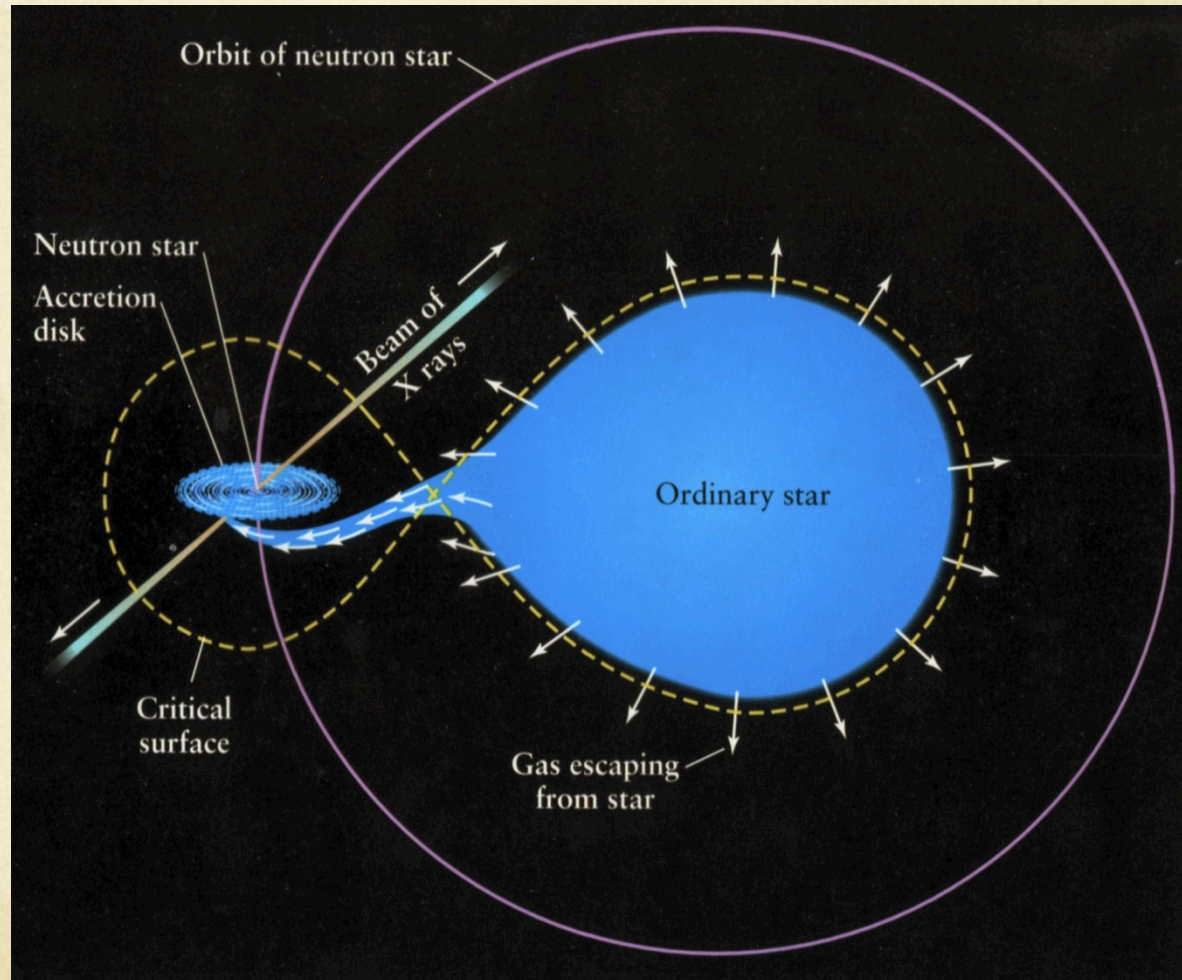 Orbit of neutron star
Neutron star
Accretion
disk
Beam of
X rays
Ordinary star
Critical
surface
Gas escaping
from star